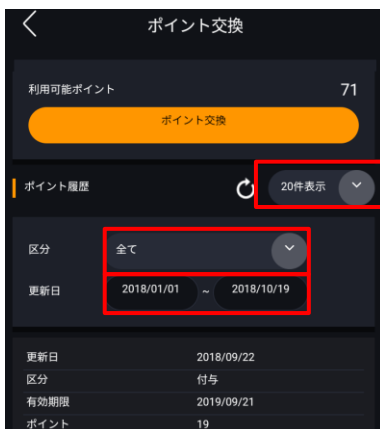 ポイント交換
利用可能ポイント 71
ポイント交換
ポイント履歴 20件表示
区分 全て
更新日 2018/01/01 ~ 2018/10/19
更新日 2018/09/22
区分 付与
有効期限 2019/09/21
ポイント 19